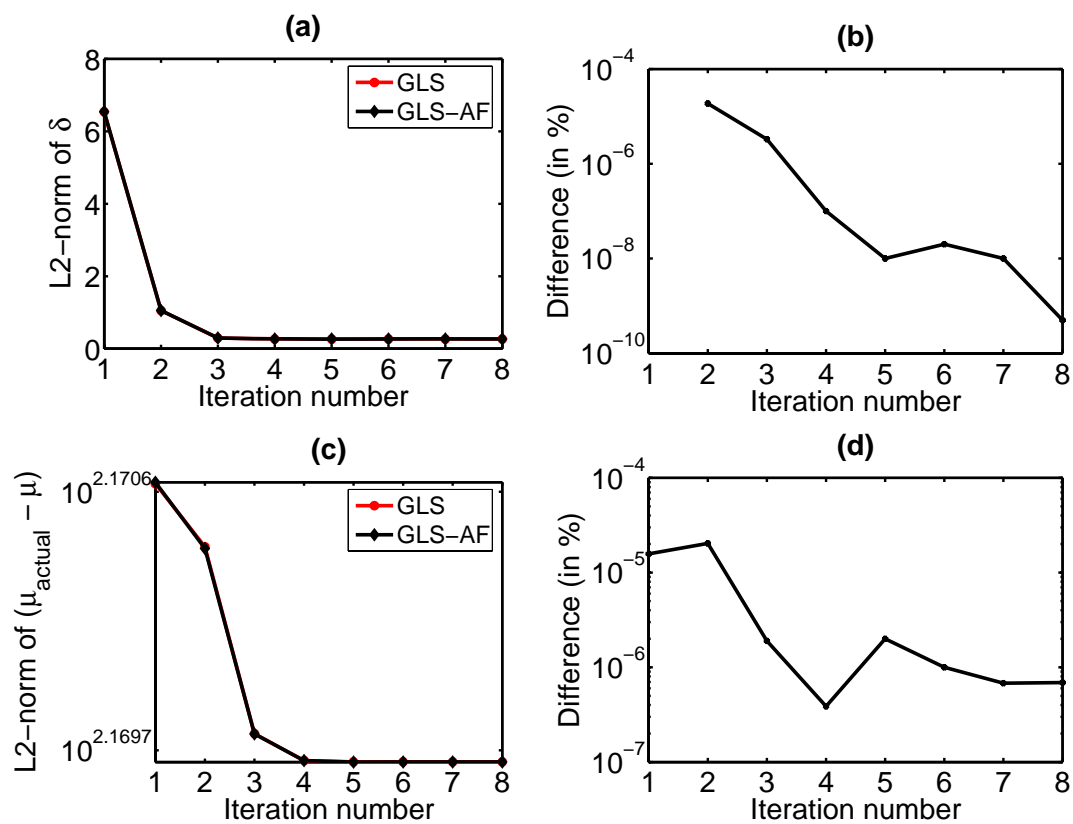 (a)
L2−norm of δ
8
6
4
2
0
GLS
GLS−AF
1 2 3 4 5 6 7 8
Iteration number
(b)
Difference (in %)
10^−4
10^−6
10^−8
10^−10
1 2 3 4 5 6 7 8
Iteration number
(c)
L2−norm of (μ_actual − μ)
10^2.1706
10^2.1697
GLS
GLS−AF
1 2 3 4 5 6 7 8
Iteration number
(d)
Difference (in %)
10^−4
10^−5
10^−6
10^−7
1 2 3 4 5 6 7 8
Iteration number